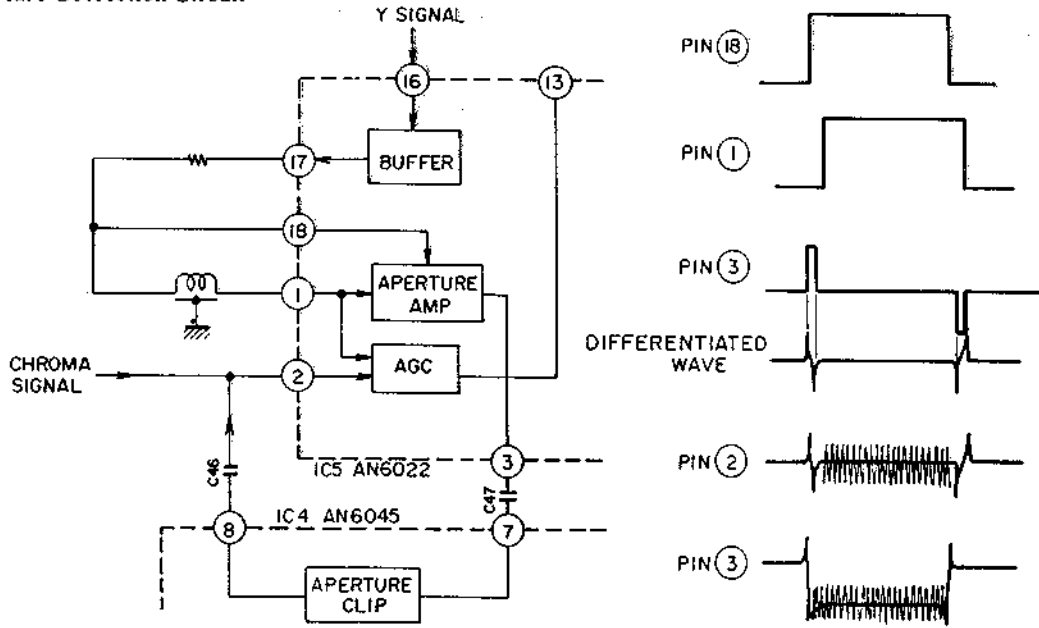 Y SIGNAL
16
13
17
BUFFER
18
1
APERTURE
AMP
CHROMA
SIGNAL
2
AGC
C46
IC5 AN6022
3
C47
IC4 AN6045
8
7
APERTURE
CLIP
PIN 18
PIN 1
PIN 3
DIFFERENTIATED
WAVE
PIN 2
PIN 3